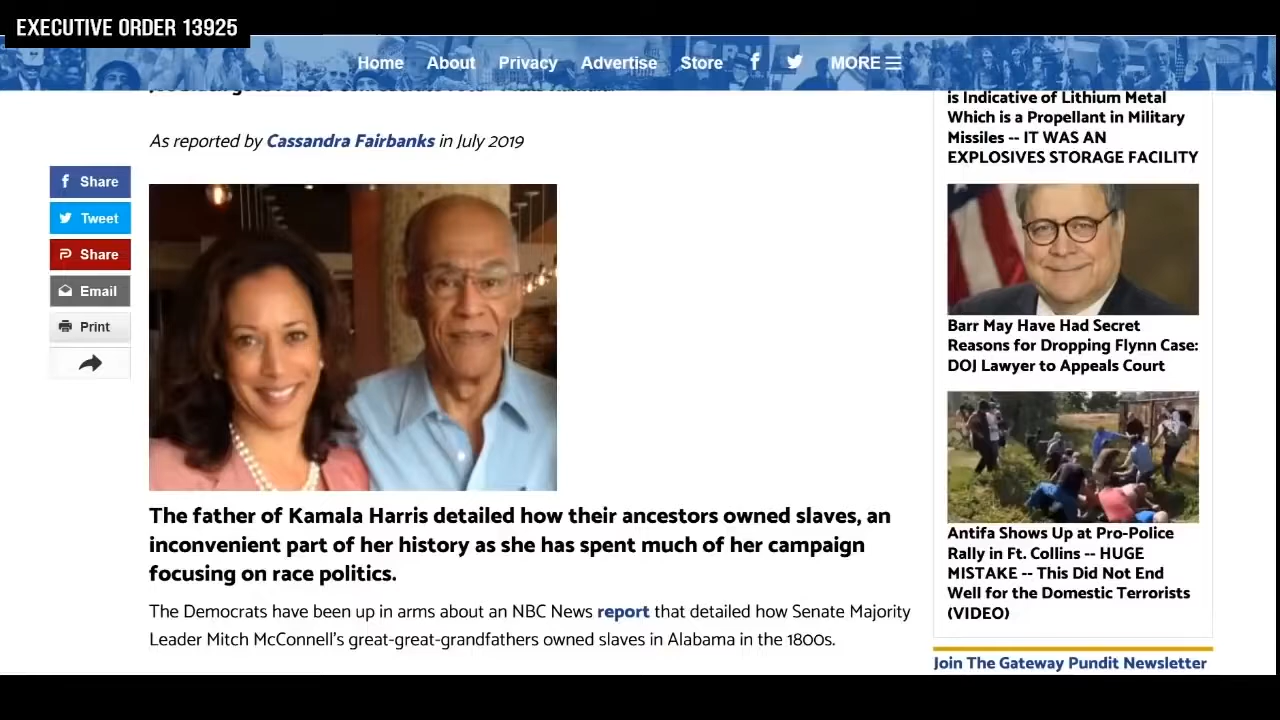 EXECUTIVE ORDER 13925
Home About Privacy Advertise Store f MORE
As reported by Cassandra Fairbanks in July 2019
f Share
Tweet
Share
Email
Print
The father of Kamala Harris detailed how their ancestors owned slaves, an
inconvenient part of her history as she has spent much of her campaign
focusing on race politics.
The Democrats have been up in arms about an NBC News report that detailed how Senate Majority
Leader Mitch McConnell's great-great-grandfathers owned slaves in Alabama in the 1800s.
is Indicative of Lithium Metal
Which is a Propellant in Military
Missiles -- IT WAS AN
EXPLOSIVES STORAGE FACILITY
Barr May Have Had Secret
Reasons for Dropping Flynn Case:
DOJ Lawyer to Appeals Court
Antifa Shows Up at Pro-Police
Rally in Ft. Collins -- HUGE
MISTAKE -- This Did Not End
Well for the Domestic Terrorists
(VIDEO)
Join The Gateway Pundit Newsletter